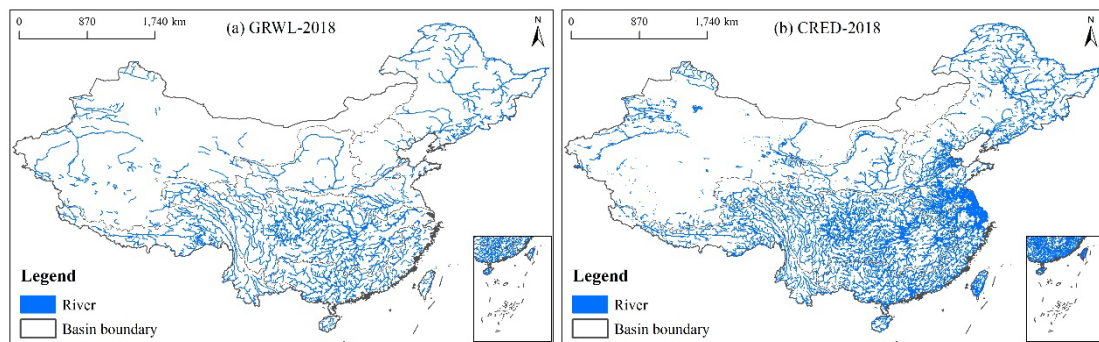 0 870 1,740 km
(a) GRWL-2018
N
Legend
River
Basin boundary
0 870 1,740 km
(b) CRED-2018
N
Legend
River
Basin boundary